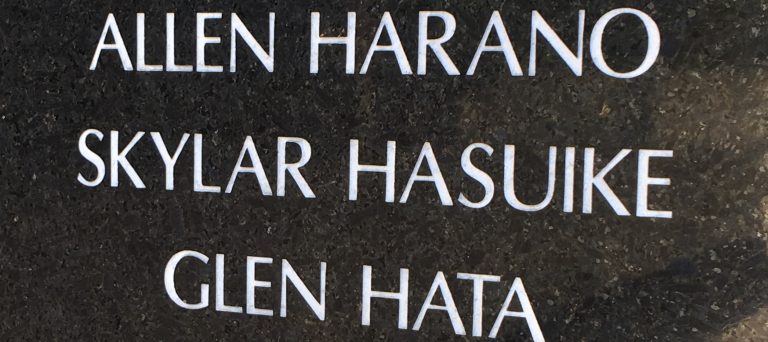 ALLEN HARANO
SKYLAR HASUIKE
GLEN HATA